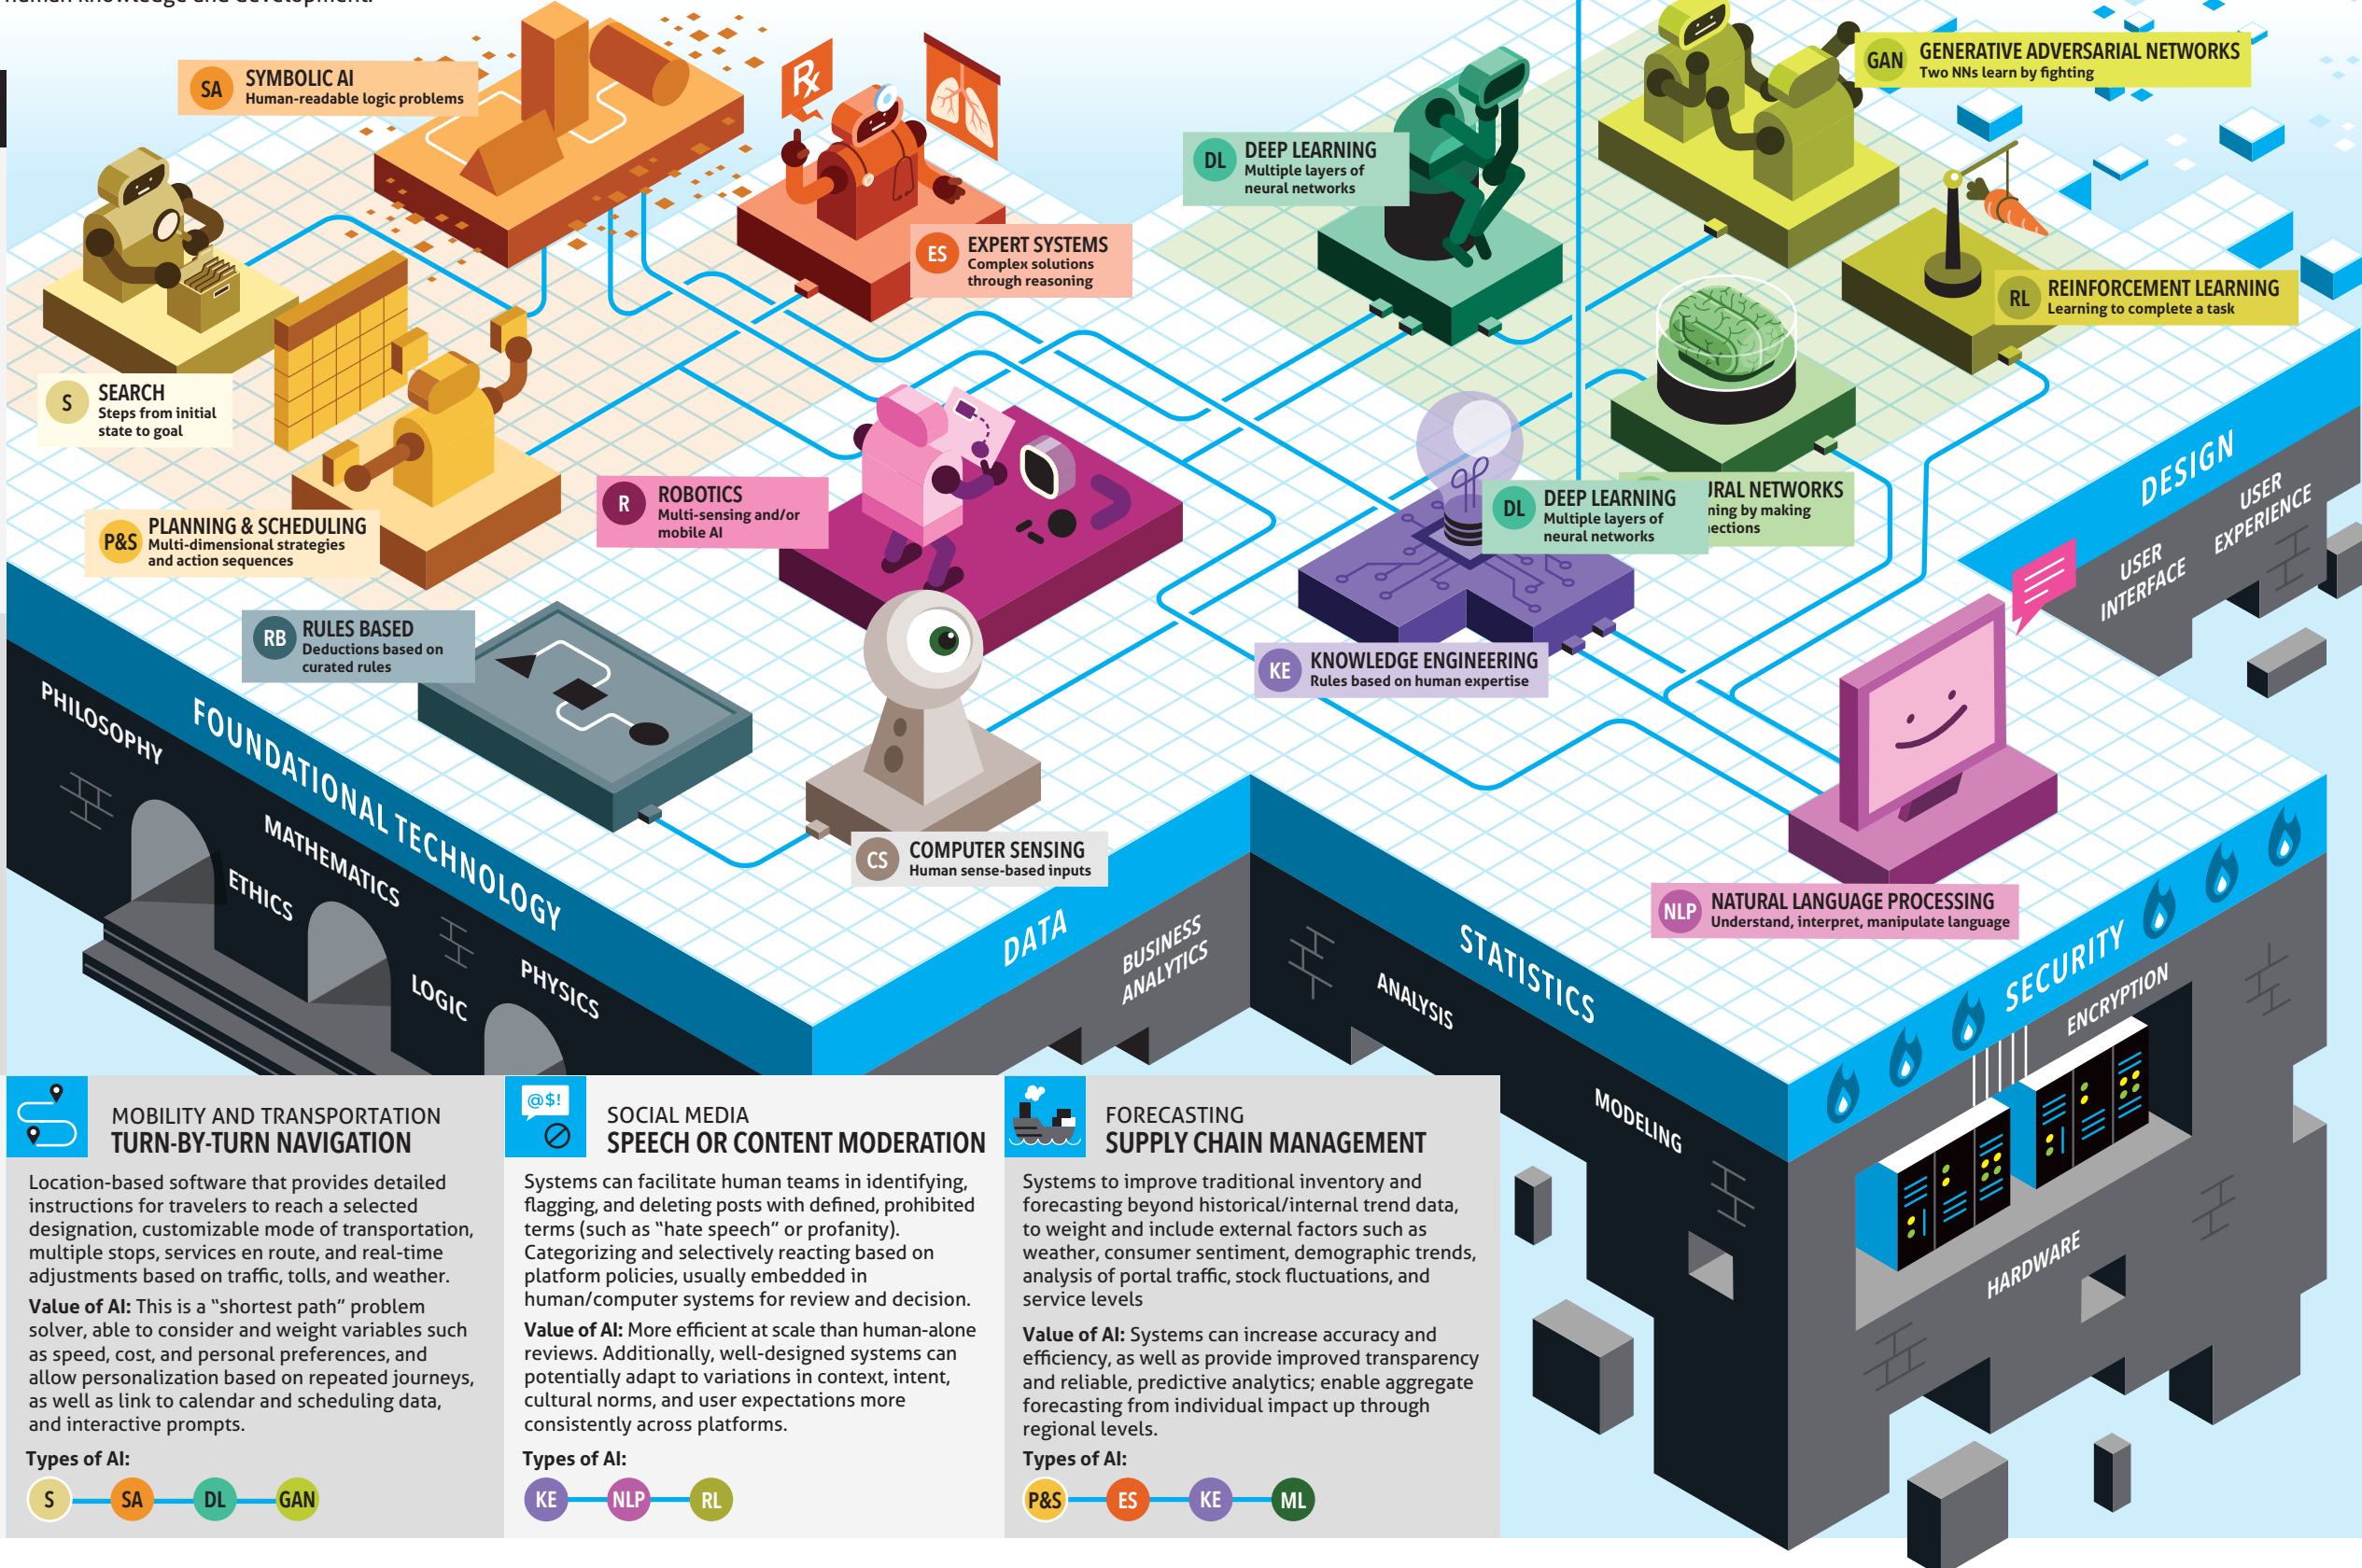 human knowledge and development.
SA
SYMBOLIC AI
Human-readable logic problems
Rx
GAN
GENERATIVE ADVERSARIAL NETWORKS
Two NNs learn by fighting
DL
DEEP LEARNING
Multiple layers of
neural networks
ES
EXPERT SYSTEMS
Complex solutions
through reasoning
RL
REINFORCEMENT LEARNING
Learning to complete a task
S
SEARCH
Steps from initial
state to goal
P&S
PLANNING & SCHEDULING
Multi-dimensional strategies
and action sequences
R
ROBOTICS
Multi-sensing and/or
mobile AI
DL
DEEP LEARNING
Multiple layers of
neural networks
NETWORKS
by making
DESIGN
USER
INTERFACE
USER
EXPERIENCE
RB
RULES BASED
Deductions based on
curated rules
KE
KNOWLEDGE ENGINEERING
Rules based on human expertise
CS
COMPUTER SENSING
Human sense-based inputs
NLP
NATURAL LANGUAGE PROCESSING
Understand, interpret, manipulate language
FOUNDATIONAL TECHNOLOGY
PHILOSOPHY
MATHEMATICS
ETHICS
PHYSICS
LOGIC
DATA
BUSINESS
ANALYTICS
STATISTICS
ANALYSIS
MODELING
SECURITY
ENCRYPTION
HARDWARE
MOBILITY AND TRANSPORTATION
TURN-BY-TURN NAVIGATION
Location-based software that provides detailed
instructions for travelers to reach a selected
designation, customizable mode of transportation,
multiple stops, services en route, and real-time
adjustments based on traffic, tolls, and weather.
Value of AI: This is a “shortest path” problem
solver, able to consider and weight variables such
as speed, cost, and personal preferences, and
allow personalization based on repeated journeys,
as well as link to calendar and scheduling data,
and interactive prompts.
Types of AI:
S SA DL GAN
@$!
SOCIAL MEDIA
SPEECH OR CONTENT MODERATION
Systems can facilitate human teams in identifying,
flagging, and deleting posts with defined, prohibited
terms (such as “hate speech” or profanity).
Categorizing and selectively reacting based on
platform policies, usually embedded in
human/computer systems for review and decision.
Value of AI: More efficient at scale than human-alone
reviews. Additionally, well-designed systems can
potentially adapt to variations in context, intent,
cultural norms, and user expectations more
consistently across platforms.
Types of AI:
KE NLP RL
FORECASTING
SUPPLY CHAIN MANAGEMENT
Systems to improve traditional inventory and
forecasting beyond historical/internal trend data,
to weight and include external factors such as
weather, consumer sentiment, demographic trends,
analysis of portal traffic, stock fluctuations, and
service levels
Value of AI: Systems can increase accuracy and
efficiency, as well as provide improved transparency
and reliable, predictive analytics; enable aggregate
forecasting from individual impact up through
regional levels.
Types of AI:
P&S ES KE ML